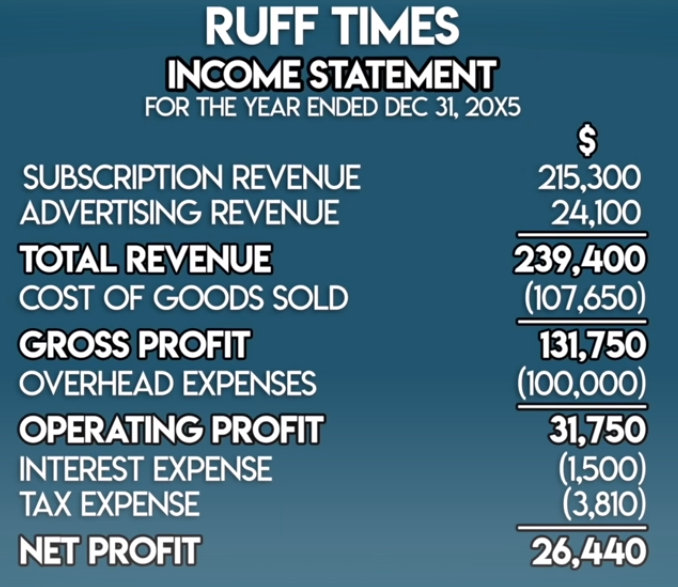 RUFF TIMES
INCOME STATEMENT
FOR THE YEAR ENDED DEC 31, 20X5
$
SUBSCRIPTION REVENUE 215,300
ADVERTISING REVENUE 24,100
TOTAL REVENUE 239,400
COST OF GOODS SOLD (107,650)
GROSS PROFIT 131,750
OVERHEAD EXPENSES (100,000)
OPERATING PROFIT 31,750
INTEREST EXPENSE (1,500)
TAX EXPENSE (3,810)
NET PROFIT 26,440